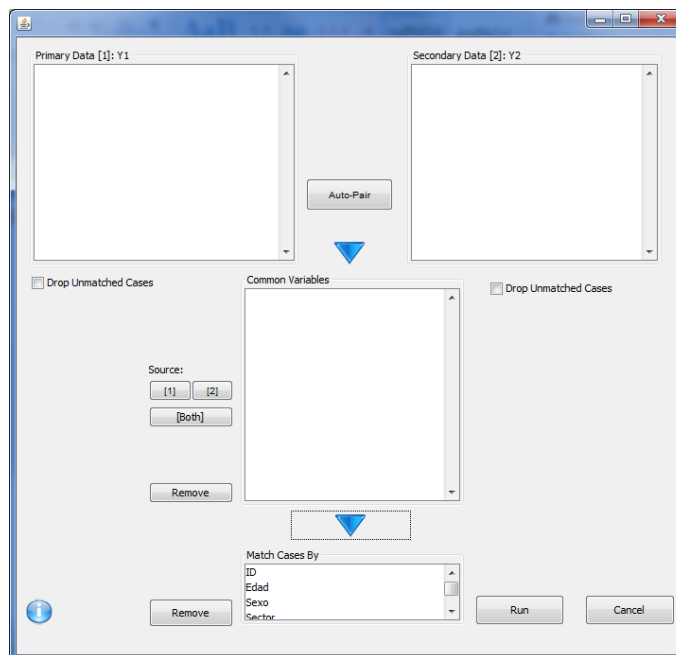 Primary Data [1]: Y1
Secondary Data [2]: Y2
Auto-Pair
Drop Unmatched Cases
Common Variables
Drop Unmatched Cases
Source:
[1] [2]
[Both]
Remove
Match Cases By
ID
Edad
Sexo
Sector
Remove
Run
Cancel